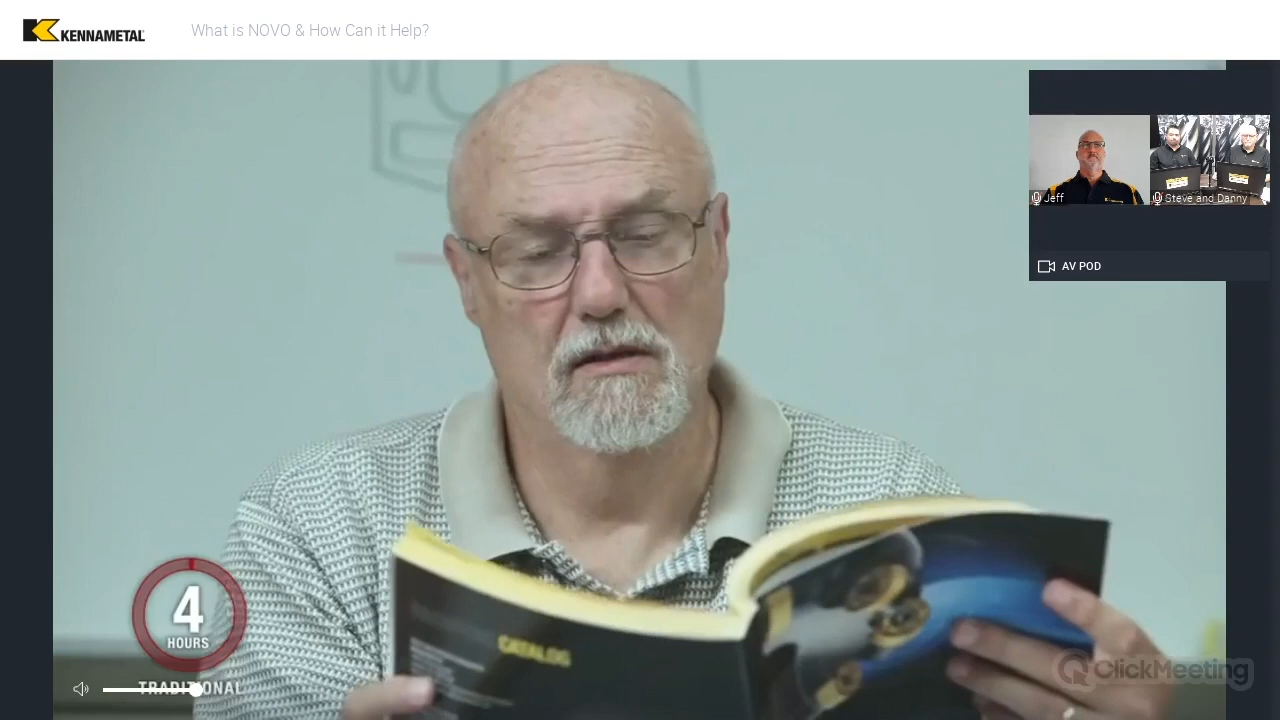 KENNAMETAL
What is NOVO & How Can it Help?
Jeff
Steve and Danny
AV POD
4
HOURS
TRADITIONAL
CATALOG
ClickMeeting